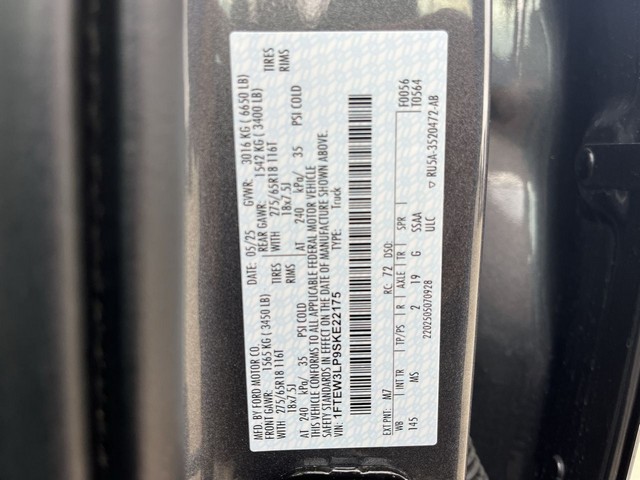 MFD. BY FORD MOTOR CO.
DATE: 05/25 GVWR: 3016 KG ( 6650 LB)
FRONT GAWR: 1565 KG ( 3450 LB) REAR GAWR: 1542 KG ( 3400 LB)
WITH 275/65R18 116T TIRES WITH 275/65R18 116T TIRES
18x7.5J RIMS 18x7.5J RIMS
AT 240 kPa/ 35 PSI COLD AT 240 kPa/ 35 PSI COLD
THIS VEHICLE CONFORMS TO ALL APPLICABLE FEDERAL MOTOR VEHICLE
SAFETY STANDARDS IN EFFECT ON THE DATE OF MANUFACTURE SHOWN ABOVE.
VIN: 1FTEW3LP9SKE22175 TYPE: Truck
F0056
T0564
EXT PNT: M7 RC: 72 DSO:
WB INT TR TP/PS R AXLE TR SPR
145 MS 2 19 G SSAA
ULC
2202505070928
▽ RU5A-3520472-AB